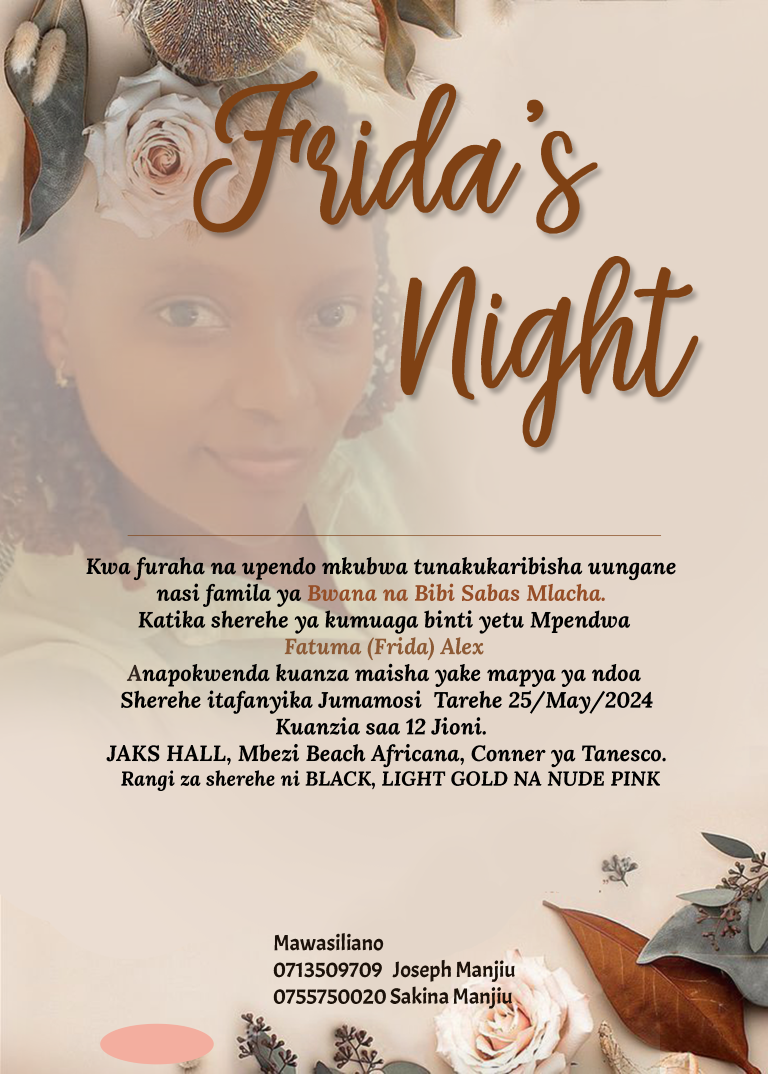 Frida's
Night
Kwa furaha na upendo mkubwa tunakukaribisha uungane
nasi famila ya Bwana na Bibi Sabas Mlacha.
Katika sherehe ya kumuaga binti yetu Mpendwa
Fatuma (Frida) Alex
Anapokwenda kuanza maisha yake mapya ya ndoa
Sherehe itafanyika Jumamosi Tarehe 25/May/2024
Kuanzia saa 12 Jioni.
JAKS HALL, Mbezi Beach Africana, Conner ya Tanesco.
Rangi za sherehe ni BLACK, LIGHT GOLD NA NUDE PINK
Mawasiliano
0713509709 Joseph Manjiu
0755750020 Sakina Manjiu